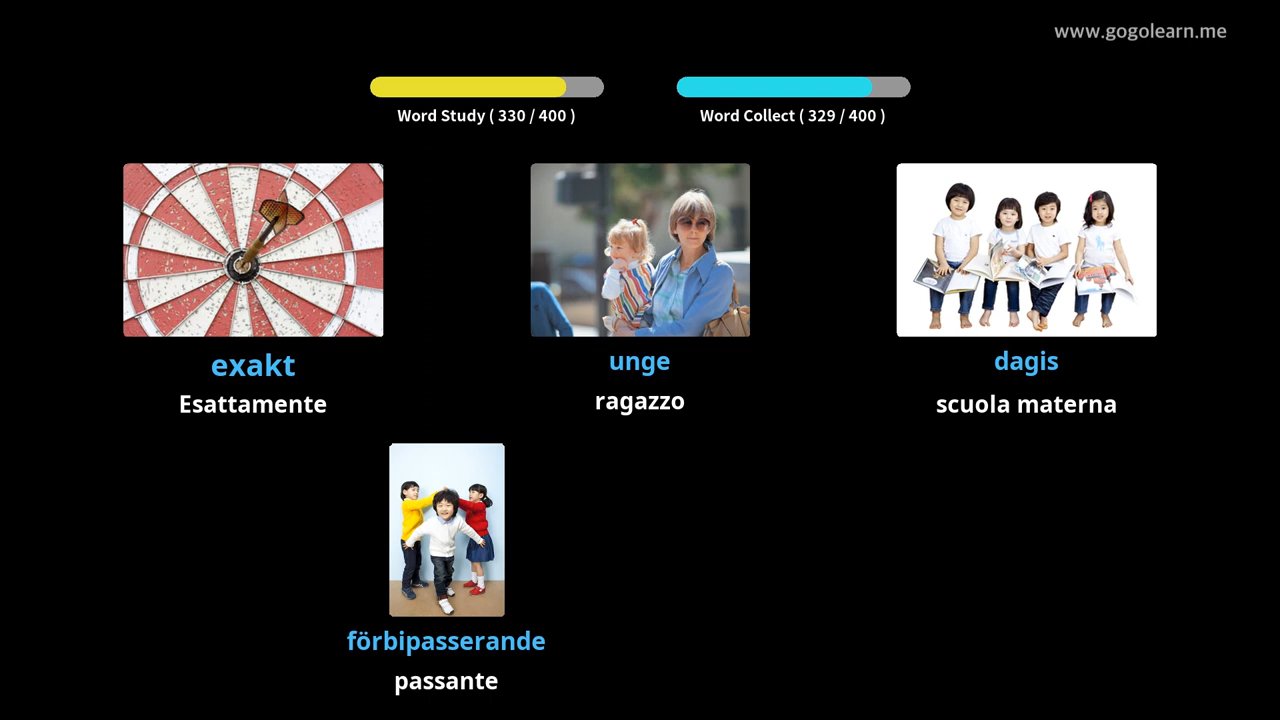 www.gogolearn.me
Word Study ( 330 / 400 )
Word Collect ( 329 / 400 )
exakt
Esattamente
unge
ragazzo
dagis
scuola materna
förbipasserande
passante